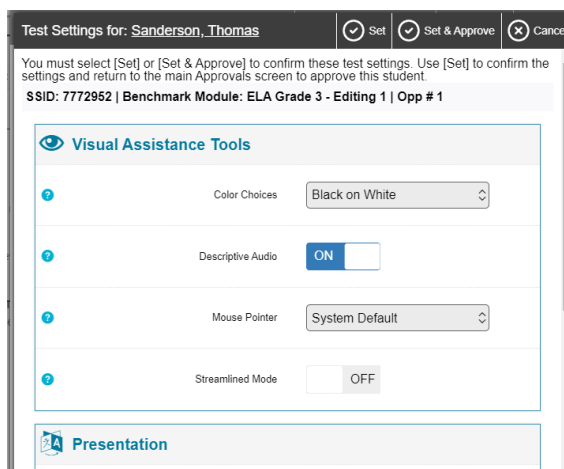 Test Settings for: Sanderson, Thomas
Set
Set & Approve
Cance
You must select [Set] or [Set & Approve] to confirm these test settings. Use [Set] to confirm the
settings and return to the main Approvals screen to approve this student.
SSID: 7772952 | Benchmark Module: ELA Grade 3 - Editing 1 | Opp # 1
Visual Assistance Tools
? Color Choices Black on White
? Descriptive Audio ON
? Mouse Pointer System Default
? Streamlined Mode OFF
Presentation